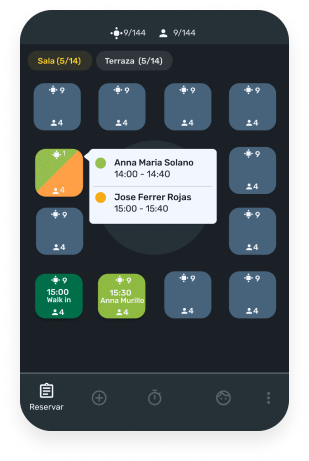 9/144 9/144
Sala (5/14) Terraza (5/14)
9 9 9 9
4 4 4 4
1
4
Anna Maria Solano
14:00 - 14:40
Jose Ferrer Rojas
15:00 - 15:40
9
4
9 9
4 4
9 9 9 9
15:00 15:30
Walk in Anna Murillo
4 4 4 4
Reservar